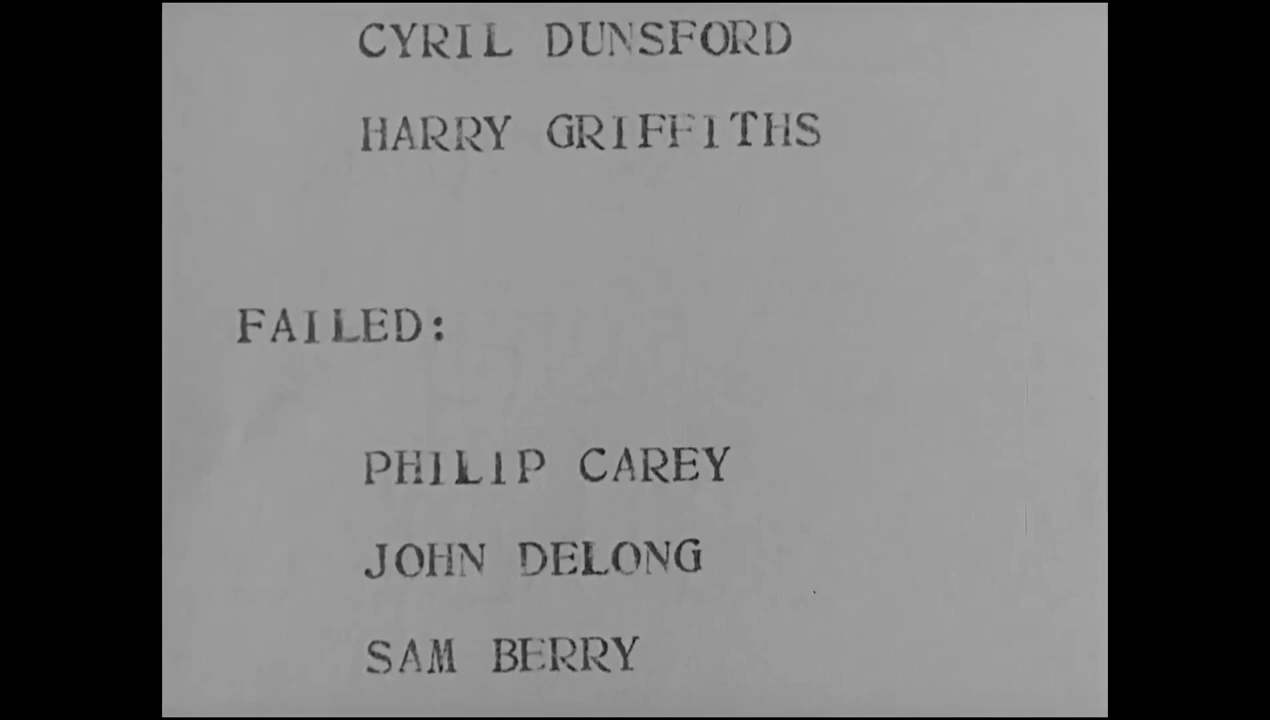 CYRIL DUNSFORD
HARRY GRIFFITHS
FAILED:
PHILIP CAREY
JOHN DELONG
SAM BERRY